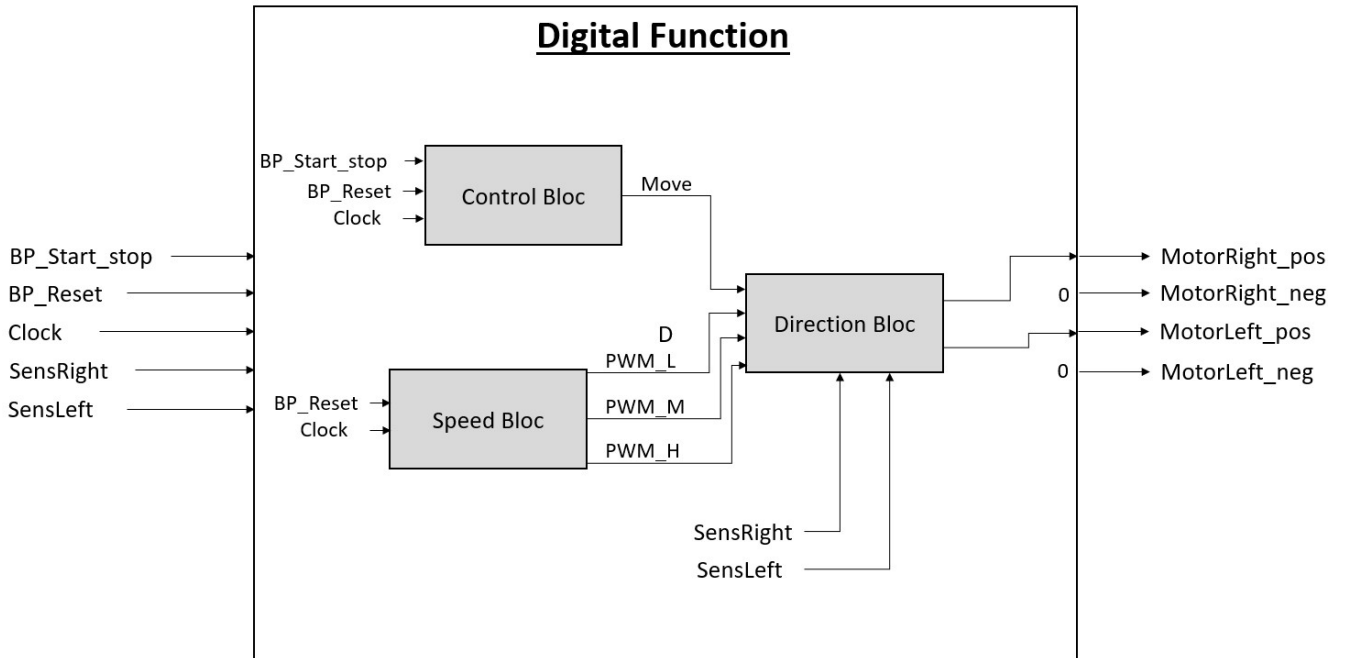 Digital Function
BP_Start_stop
BP_Reset
Clock
Control Bloc
Move
BP_Start_stop
BP_Reset
Clock
SensRight
SensLeft
Direction Bloc
MotorRight_pos
0
MotorRight_neg
MotorLeft_pos
0
MotorLeft_neg
D
PWM_L
PWM_M
PWM_H
BP_Reset
Clock
Speed Bloc
SensRight
SensLeft